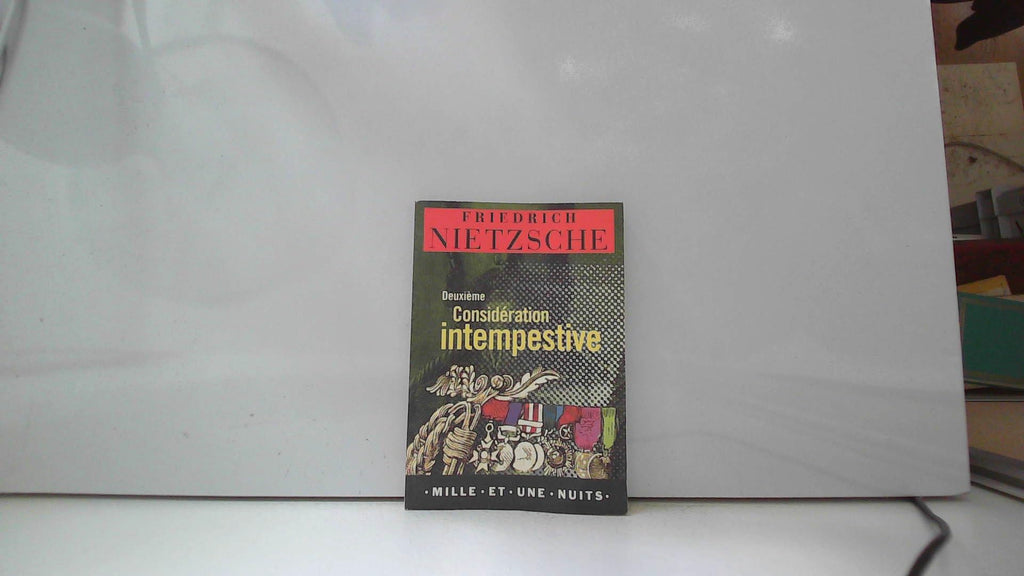 FRIEDRICH
NIETZSCHE
Deuxième
Considération
intempestive
·MILLE·ET·UNE·NUITS·